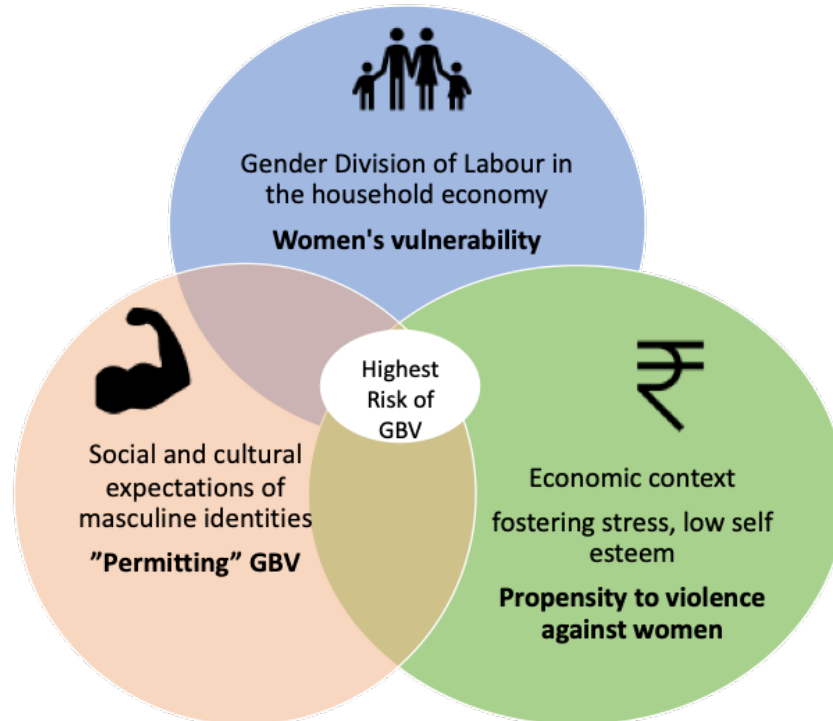 Gender Division of Labour in
the household economy
Women's vulnerability
Highest
Risk of
GBV
Social and cultural
expectations of
masculine identities
”Permitting” GBV
₹
Economic context
fostering stress, low self
esteem
Propensity to violence
against women